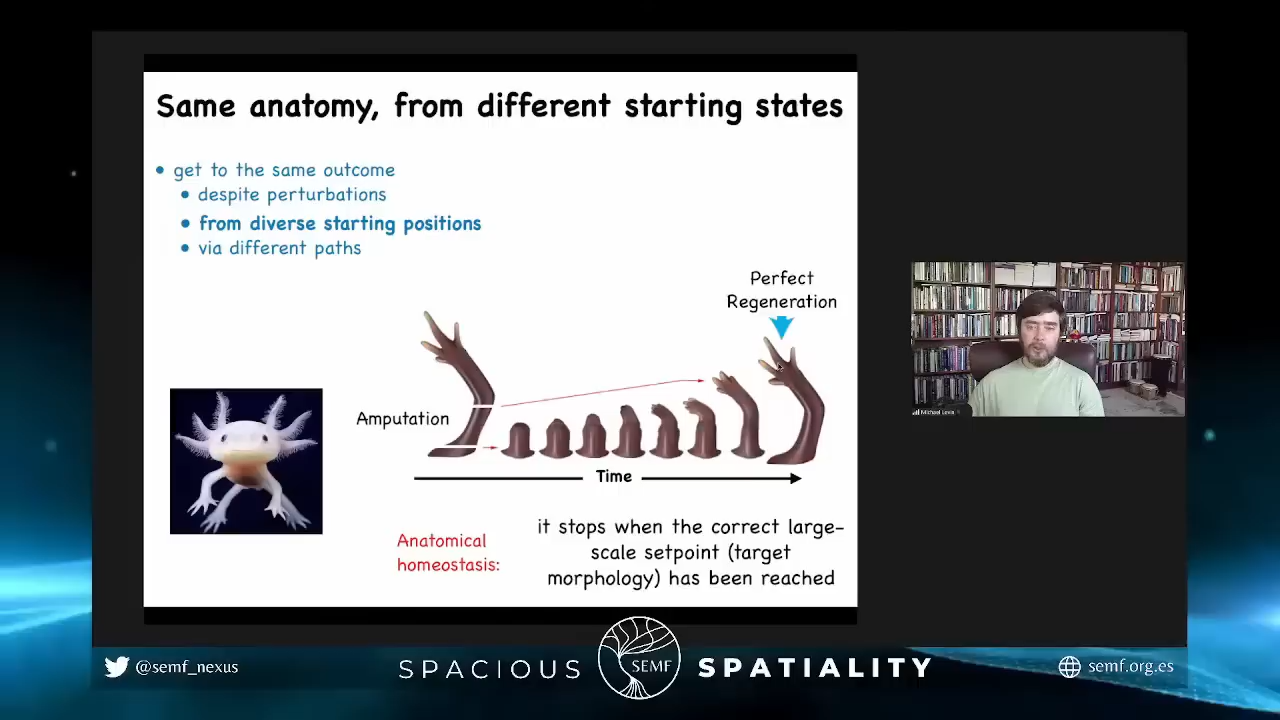 Same anatomy, from different starting states
• get to the same outcome
• despite perturbations
• from diverse starting positions
• via different paths
Perfect
Regeneration
Amputation
Time
Anatomical
homeostasis:
it stops when the correct large-
scale setpoint (target
morphology) has been reached
Michael Levin
@semf_nexus
SPACIOUS
SEMF
SPATIALITY
semf.org.es